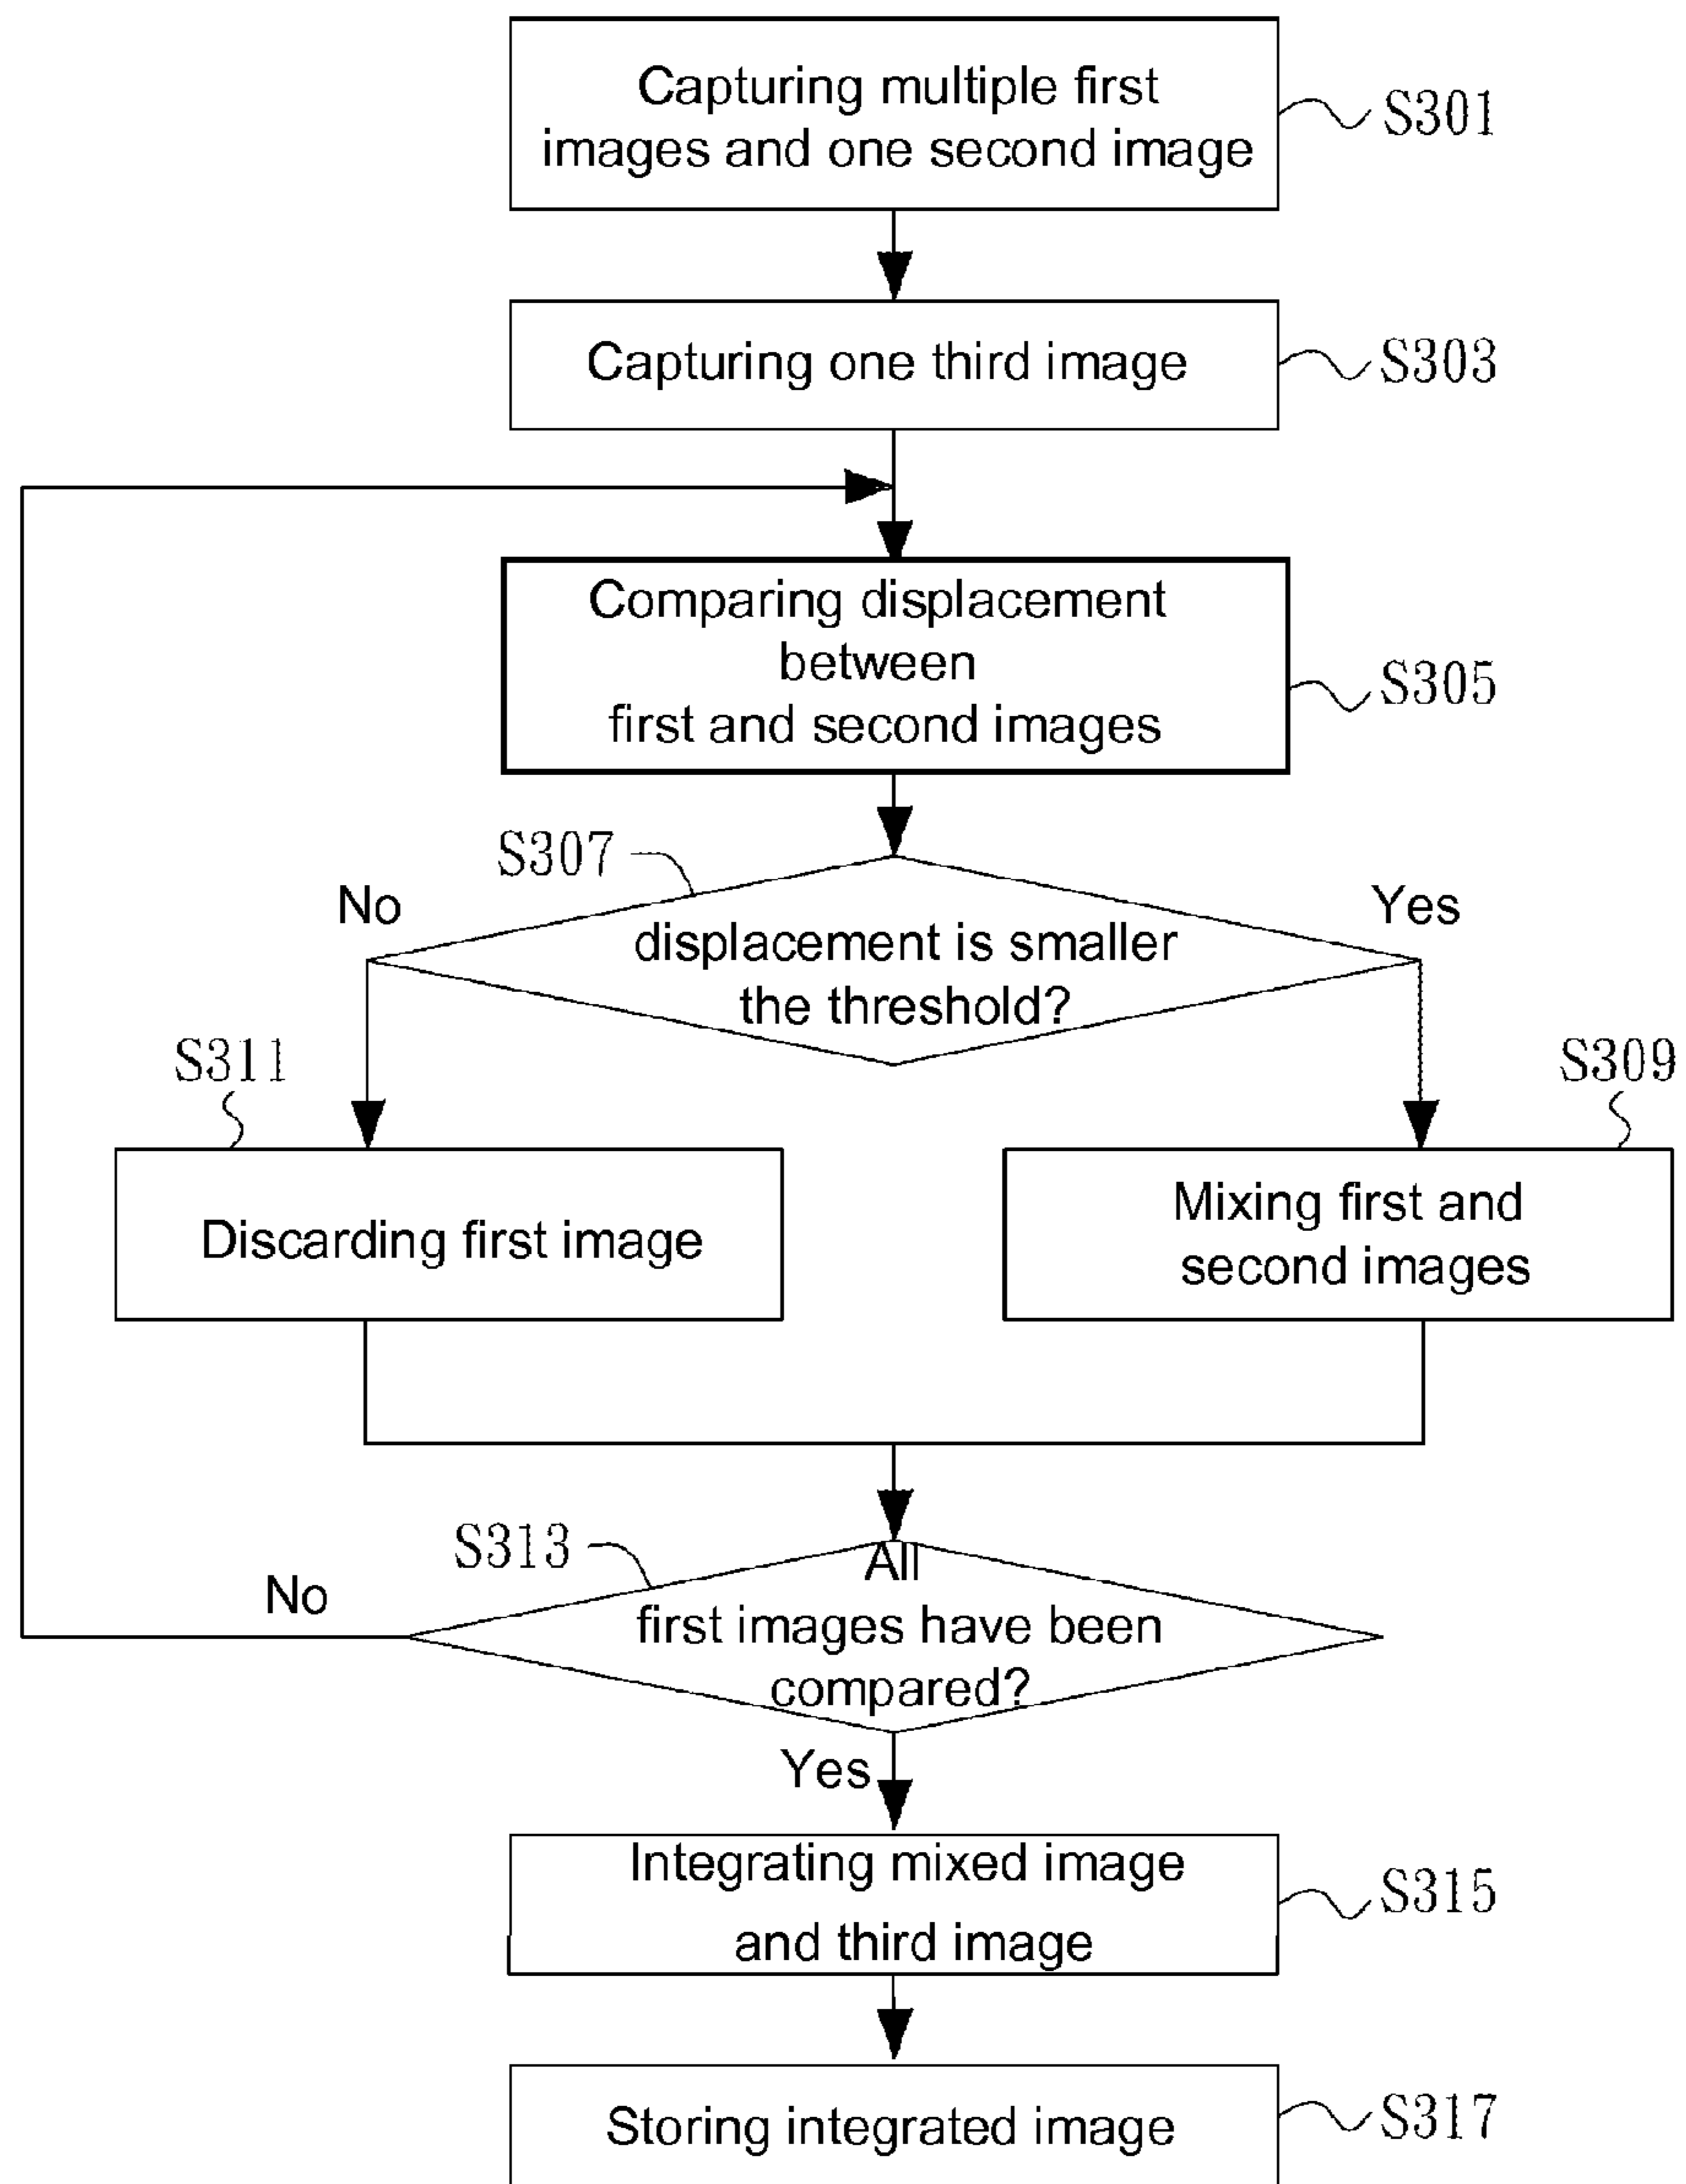 Capturing multiple first
images and one second image
S301
Capturing one third image
S303
Comparing displacement
between
first and second images
S305
S307
No
Yes
displacement is smaller
the threshold?
S311
S309
Discarding first image
Mixing first and
second images
S313
No
All
first images have been
compared?
Yes
Integrating mixed image
and third image
S315
Storing integrated image
S317